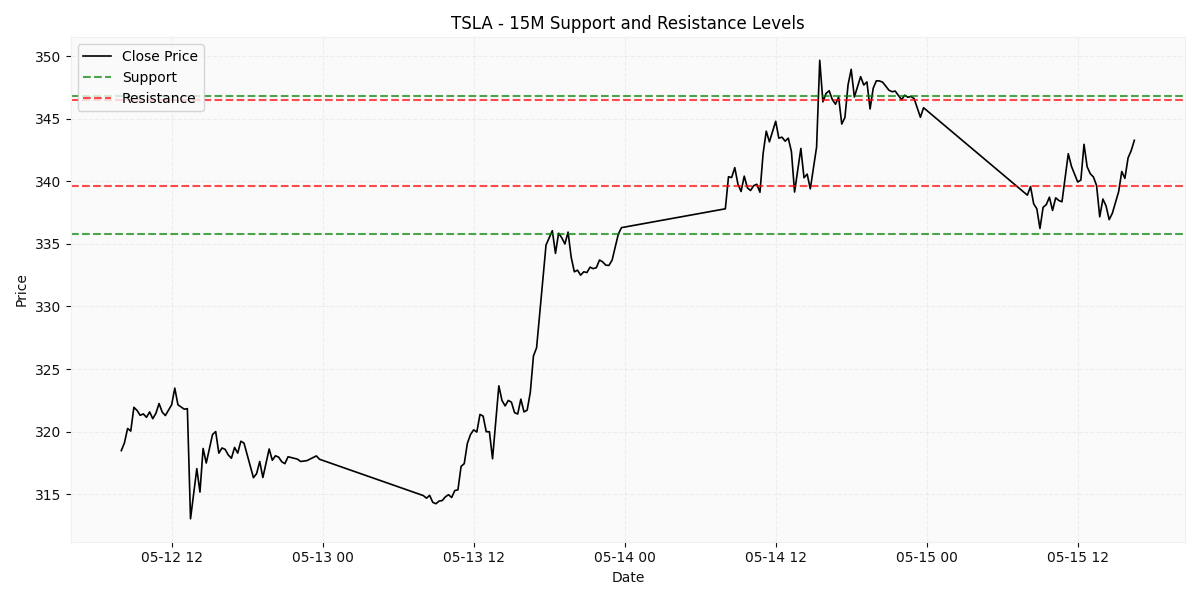 TSLA - 15M Support and Resistance Levels
Close Price
Support
Resistance
Price
350
345
340
335
330
325
320
315
05-12 12
05-13 00
05-13 12
05-14 00
05-14 12
05-15 00
05-15 12
Date